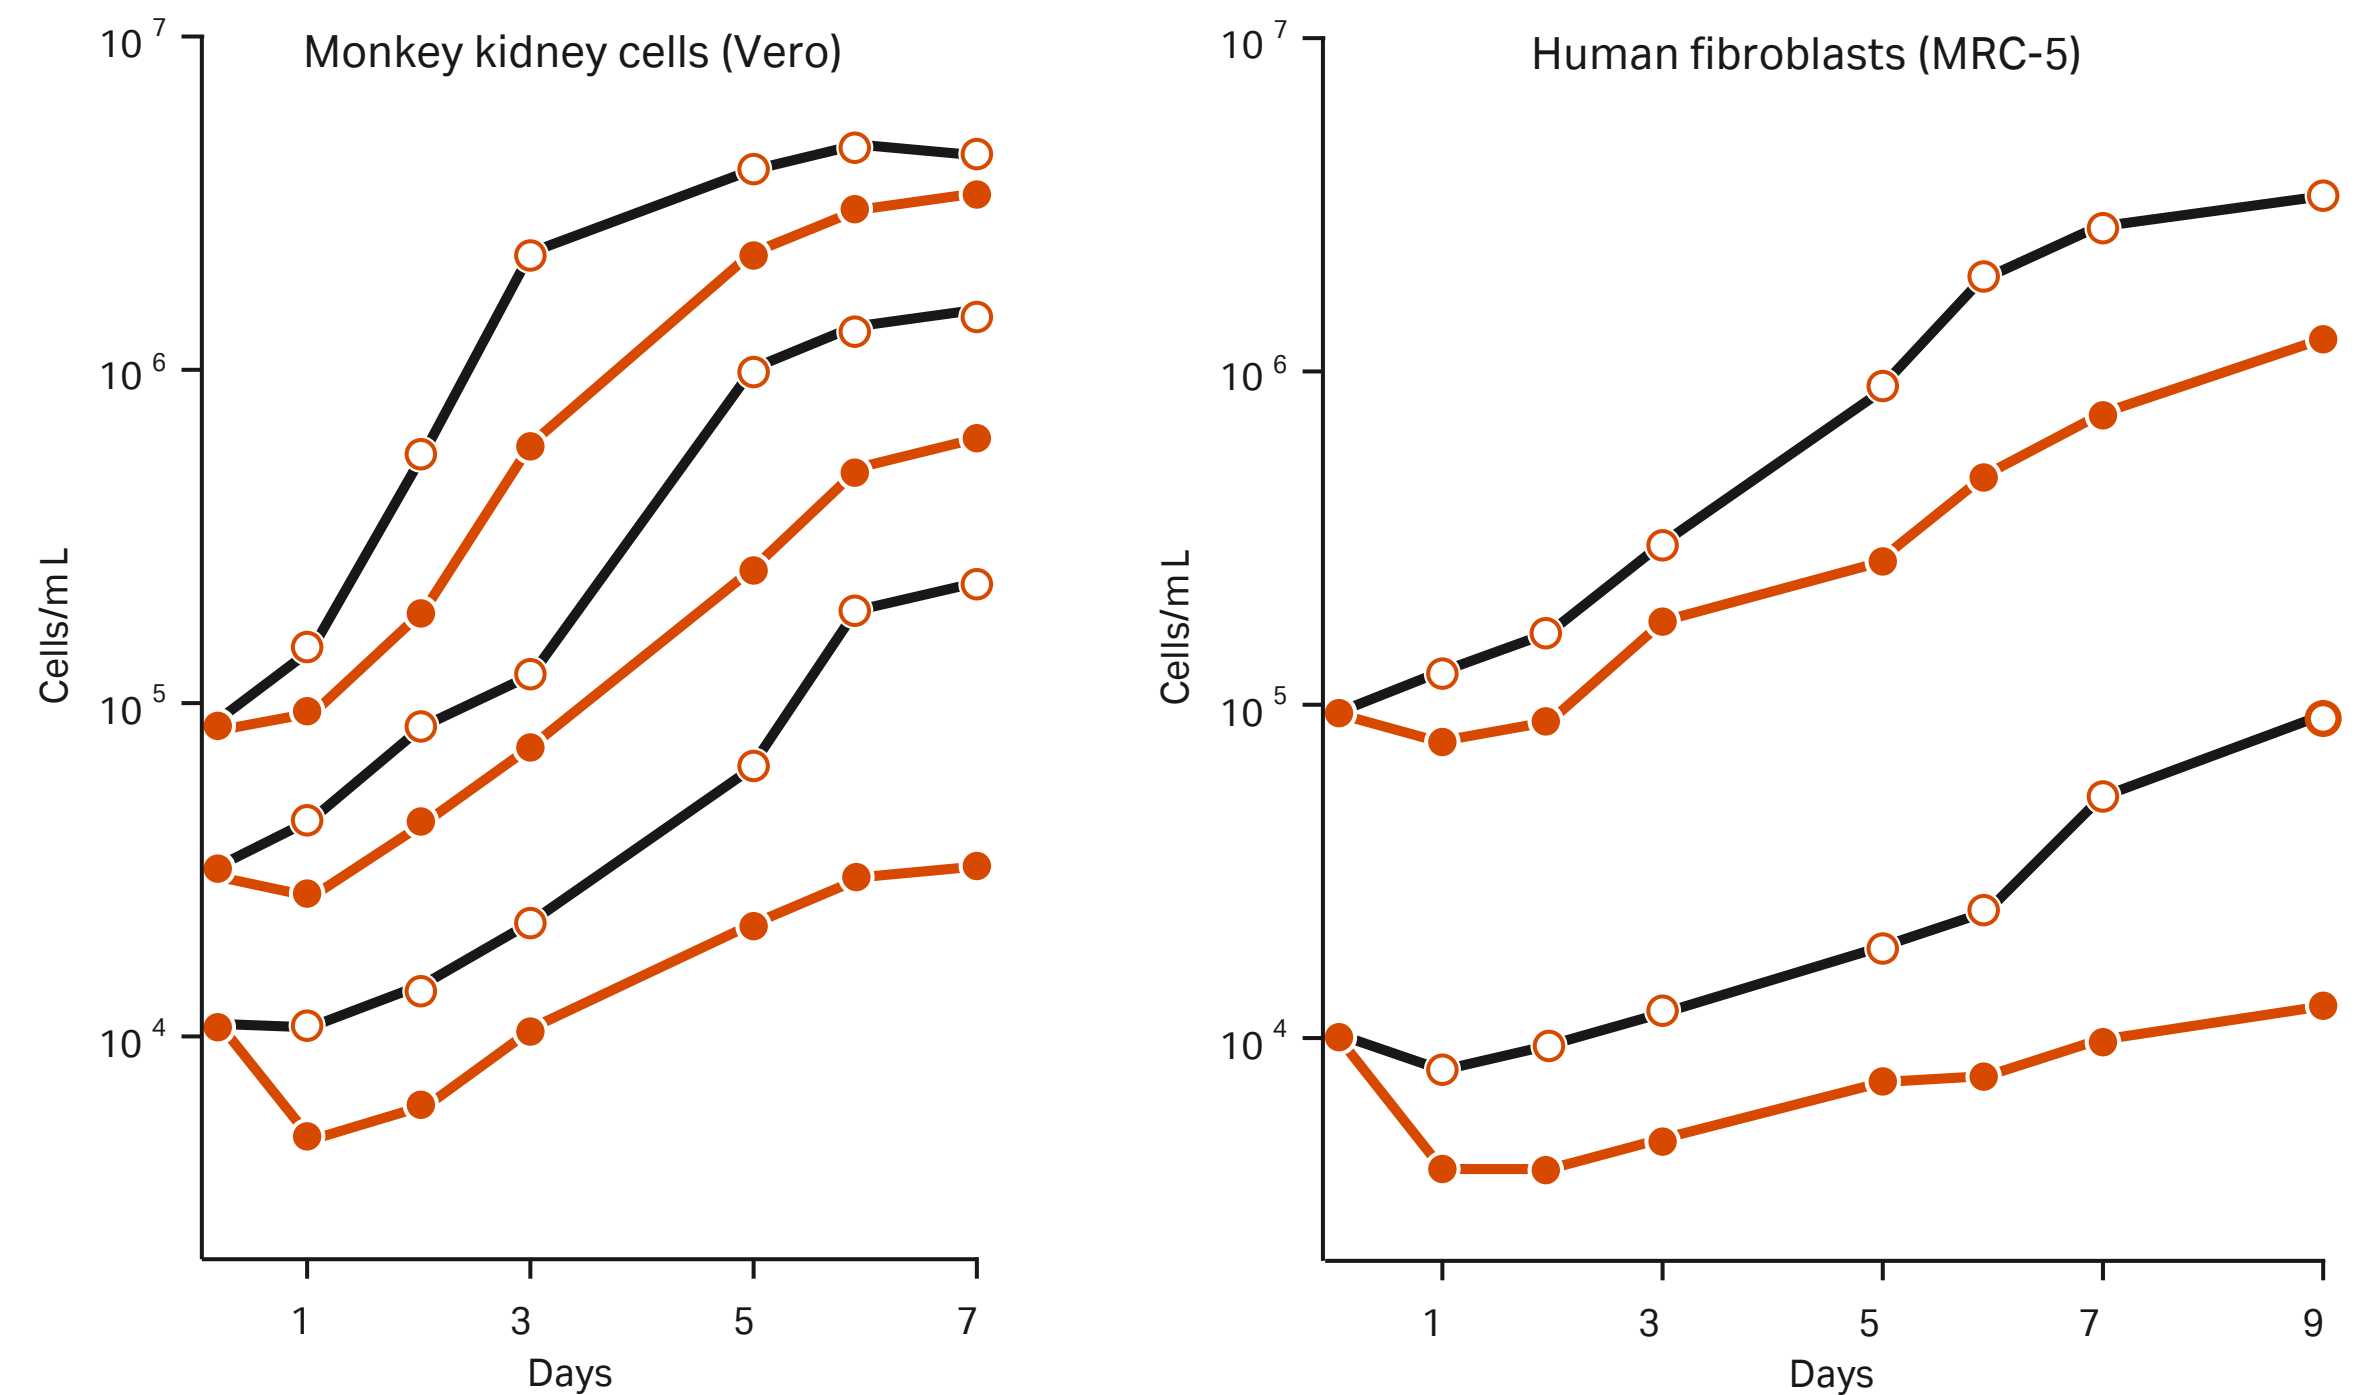 Monkey kidney cells (Vero)
10 7
10 6
10 5
10 4
Cells/mL
1 3 5 7
Days
Human fibroblasts (MRC-5)
10 7
10 6
10 5
10 4
Cells/mL
1 3 5 7 9
Days